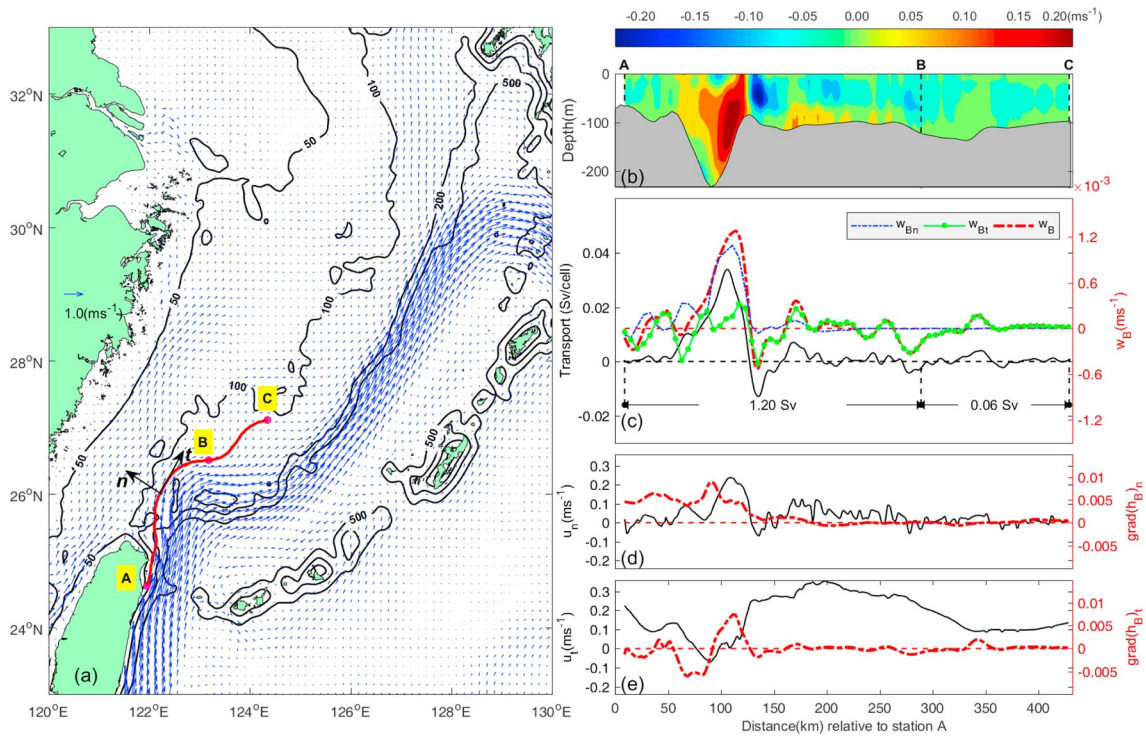 -0.20 -0.15 -0.10 -0.05 0.00 0.05 0.10 0.15 0.20(ms⁻¹)
32°N
30°N
28°N
26°N
24°N
120°E 122°E 124°E 126°E 128°E 130°E
100
500
50
200
50
1.0(ms⁻¹)
100
C
B
t
n
50
500
500
50
A
(a)
A B C
0
-100
-200
Depth(m)
(b)
×10⁻³
w_Bn w_Bt w_B
0.04
0.02
0
-0.02
Transport (Sv/cell)
1.2
0.6
0
-0.6
-1.2
w_B(ms⁻¹)
1.20 Sv 0.06 Sv
(c)
0.3
0.2
0.1
0
-0.1
u_n(ms⁻¹)
0.01
0.005
0
-0.005
grad(h_B)_n
(d)
0.3
0.2
0.1
0
-0.1
-0.2
u_t(ms⁻¹)
0.01
0.005
0
-0.005
grad(h_B)_t
(e)
0 50 100 150 200 250 300 350 400
Distance(km) relative to station A